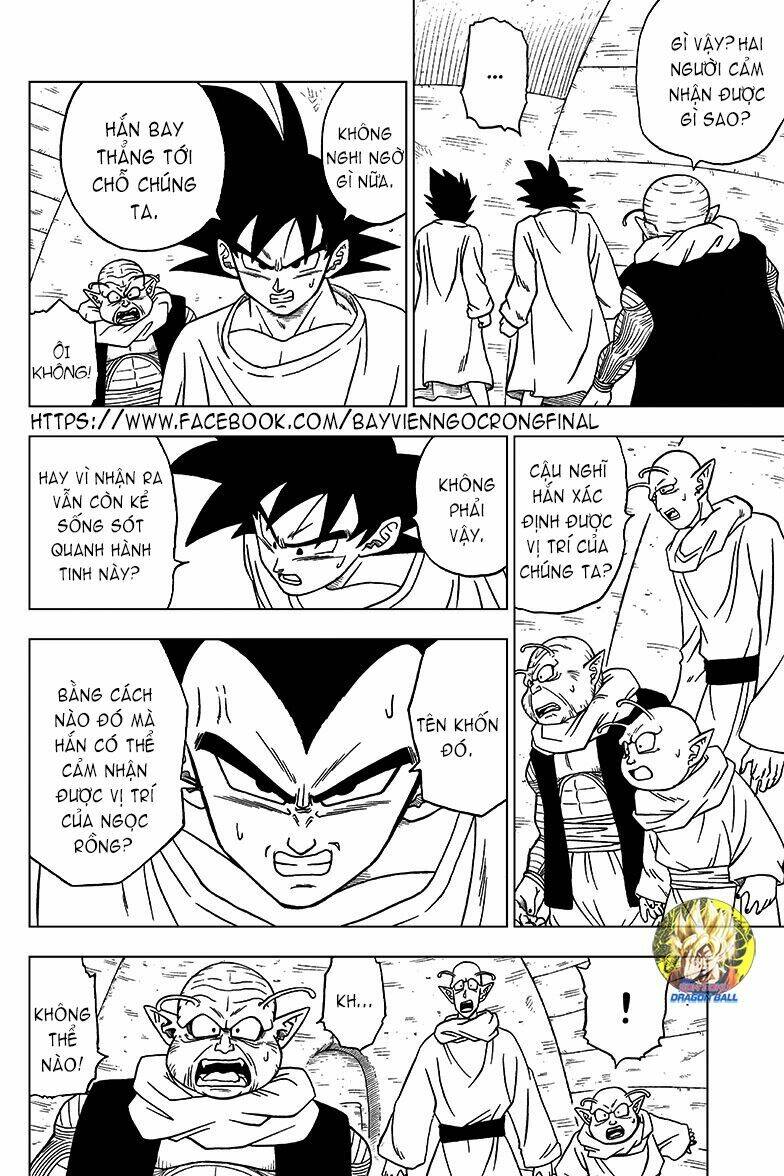 GÌ VẬY? HAI
NGƯỜI CẢM
NHẬN ĐƯỢC
GÌ SAO?
...
KHÔNG
NGHI NGỜ
GÌ NỮA.
HẮN BAY
THẲNG TỚI
CHỖ CHÚNG
TA.
ÔI
KHÔNG!
HTTPS://WWW.FACEBOOK.COM/BAYVIENNGOCRONGFINAL
CẬU NGHĨ
HẮN XÁC
ĐỊNH ĐƯỢC
VỊ TRÍ CỦA
CHÚNG TA?
KHÔNG
PHẢI
VẬY.
HAY VÌ NHẬN RA
VẪN CÒN KẺ
SỐNG SÓT
QUANH HÀNH
TINH NÀY?
TÊN KHỐN
ĐÓ.
BẰNG CÁCH
NÀO ĐÓ MÀ
HẮN CÓ THỂ
CẢM NHẬN
ĐƯỢC VỊ TRÍ
CỦA NGỌC
RỒNG?
!
KH...
KHÔNG
THỂ
NÀO!
DRAGON BALL